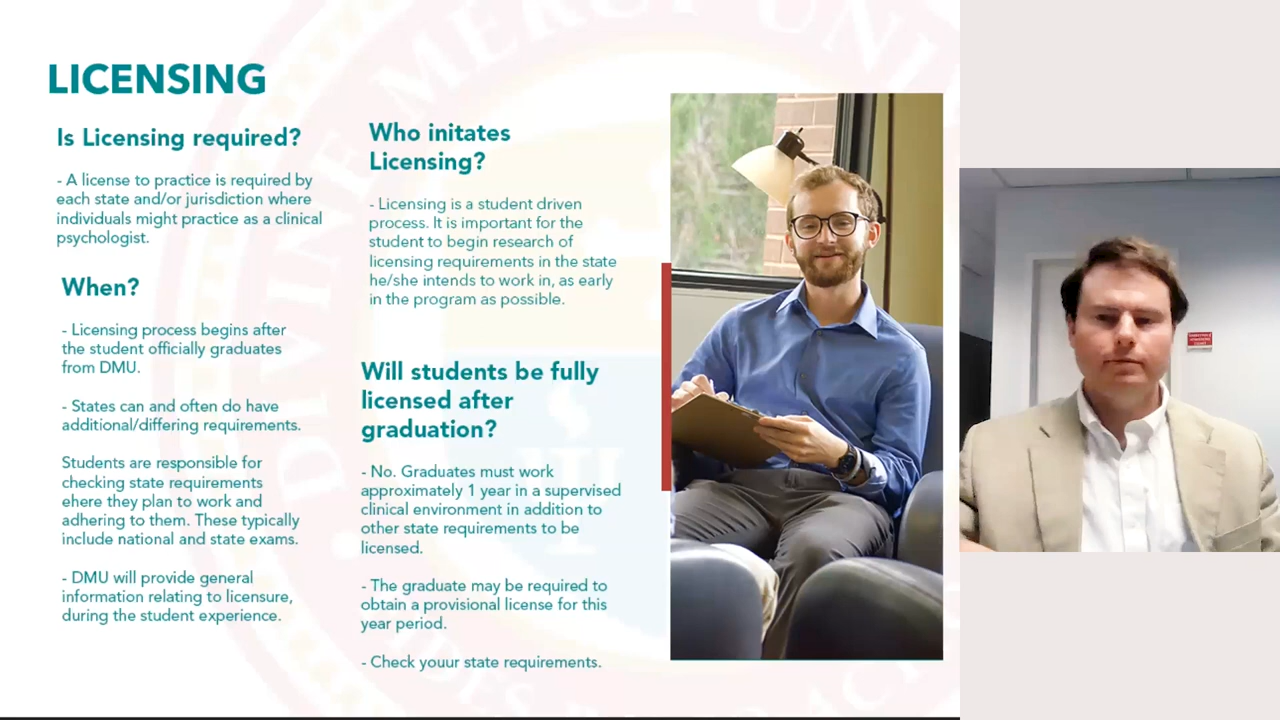 LICENSING
Is Licensing required?
- A license to practice is required by
each state and/or jurisdiction where
individuals might practice as a clinical
psychologist.
When?
- Licensing process begins after
the student officially graduates
from DMU.
- States can and often do have
additional/differing requirements.
Students are responsible for
checking state requirements
ehere they plan to work and
adhering to them. These typically
include national and state exams.
- DMU will provide general
information relating to licensure,
during the student experience.
Who initates
Licensing?
- Licensing is a student driven
process. It is important for the
student to begin research of
licensing requirements in the state
he/she intends to work in, as early
in the program as possible.
Will students be fully
licensed after
graduation?
- No. Graduates must work
approximately 1 year in a supervised
clinical environment in addition to
other state requirements to be
licensed.
- The graduate may be required to
obtain a provisional license for this
year period.
- Check youur state requirements.
DIVINE MERCY